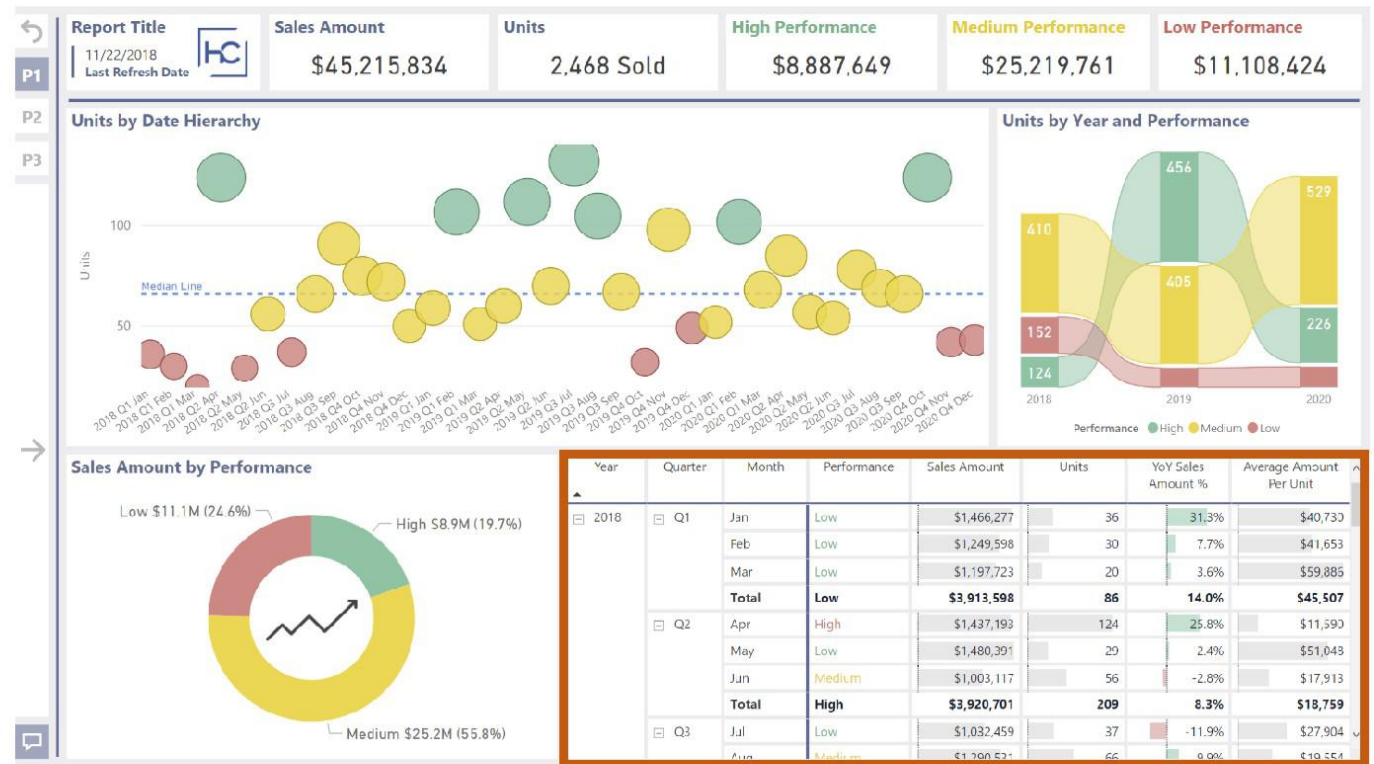 Report Title
11/22/2018
Last Refresh Date
HC
Sales Amount
$45,215,834
Units
2,468 Sold
High Performance
$8,887,649
Medium Performance
$25,219,761
Low Performance
$11,108,424
P1
P2
P3
Units by Date Hierarchy
Units
100
50
Median Line
2018 Q1 Jan
2018 Q1 Feb
2018 Q1 Mar
2018 Q2 Apr
2018 Q2 May
2018 Q2 Jun
2018 Q3 Jul
2018 Q3 Aug
2018 Q3 Sep
2018 Q4 Oct
2018 Q4 Nov
2018 Q4 Dec
2019 Q1 Jan
2019 Q1 Feb
2019 Q1 Mar
2019 Q2 Apr
2019 Q2 May
2019 Q2 Jun
2019 Q3 Jul
2019 Q3 Aug
2019 Q3 Sep
2019 Q4 Oct
2019 Q4 Nov
2019 Q4 Dec
2020 Q1 Jan
2020 Q1 Feb
2020 Q1 Mar
2020 Q2 Apr
2020 Q2 May
2020 Q2 Jun
2020 Q3 Jul
2020 Q3 Aug
2020 Q3 Sep
2020 Q4 Oct
2020 Q4 Nov
2020 Q4 Dec
Units by Year and Performance
410
152
124
456
405
529
226
2018 2019 2020
Performance High Medium Low
Sales Amount by Performance
Low $11.1M (24.6%)
High $8.9M (19.7%)
Medium $25.2M (55.8%)
Year Quarter Month Performance Sales Amount Units YoY Sales Amount % Average Amount Per Unit
2018 Q1 Jan Low $1,466,277 36 31.3% $40,730
Feb Low $1,249,598 30 7.7% $41,653
Mar Low $1,197,723 20 3.6% $59,886
Total Low $3,913,598 86 14.0% $45,507
Q2 Apr High $1,437,193 124 25.8% $11,590
May Low $1,480,391 29 2.4% $51,048
Jun Medium $1,003,117 56 -2.8% $17,913
Total High $3,920,701 209 8.3% $18,759
Q3 Jul Low $1,032,459 37 -11.9% $27,904
Aug Medium $1,290,531 66 9.9% $19,554